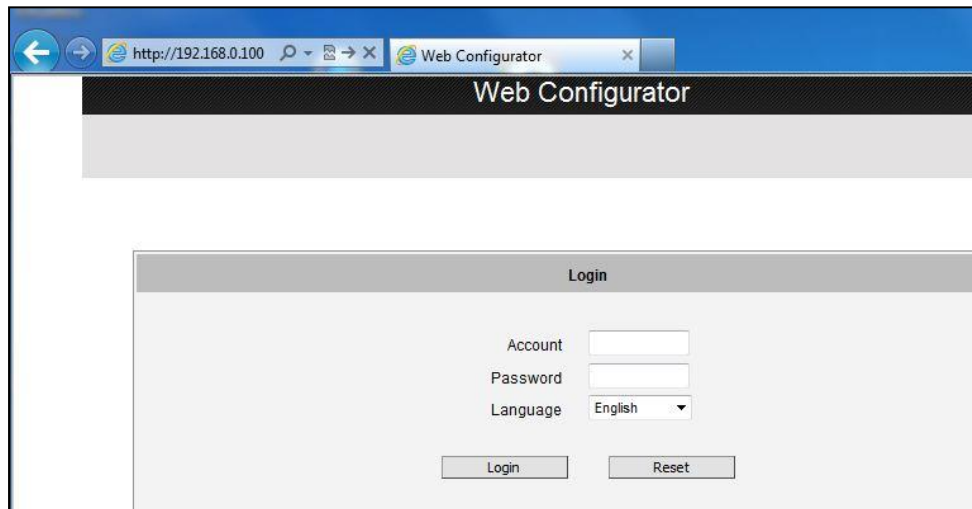 http://192.168.0.100
Web Configurator
Web Configurator
Login
Account
Password
Language English
Login Reset